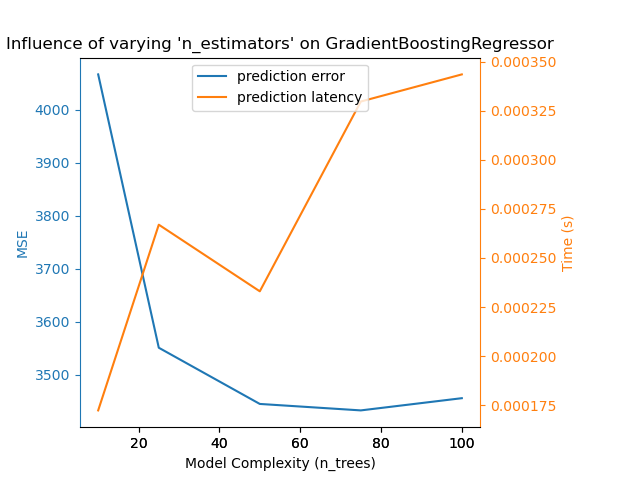 Influence of varying 'n_estimators' on GradientBoostingRegressor
prediction error
prediction latency
MSE
4000
3900
3800
3700
3600
3500
0.000350
0.000325
0.000300
0.000275
0.000250
0.000225
0.000200
0.000175
Time (s)
20 40 60 80 100
Model Complexity (n_trees)